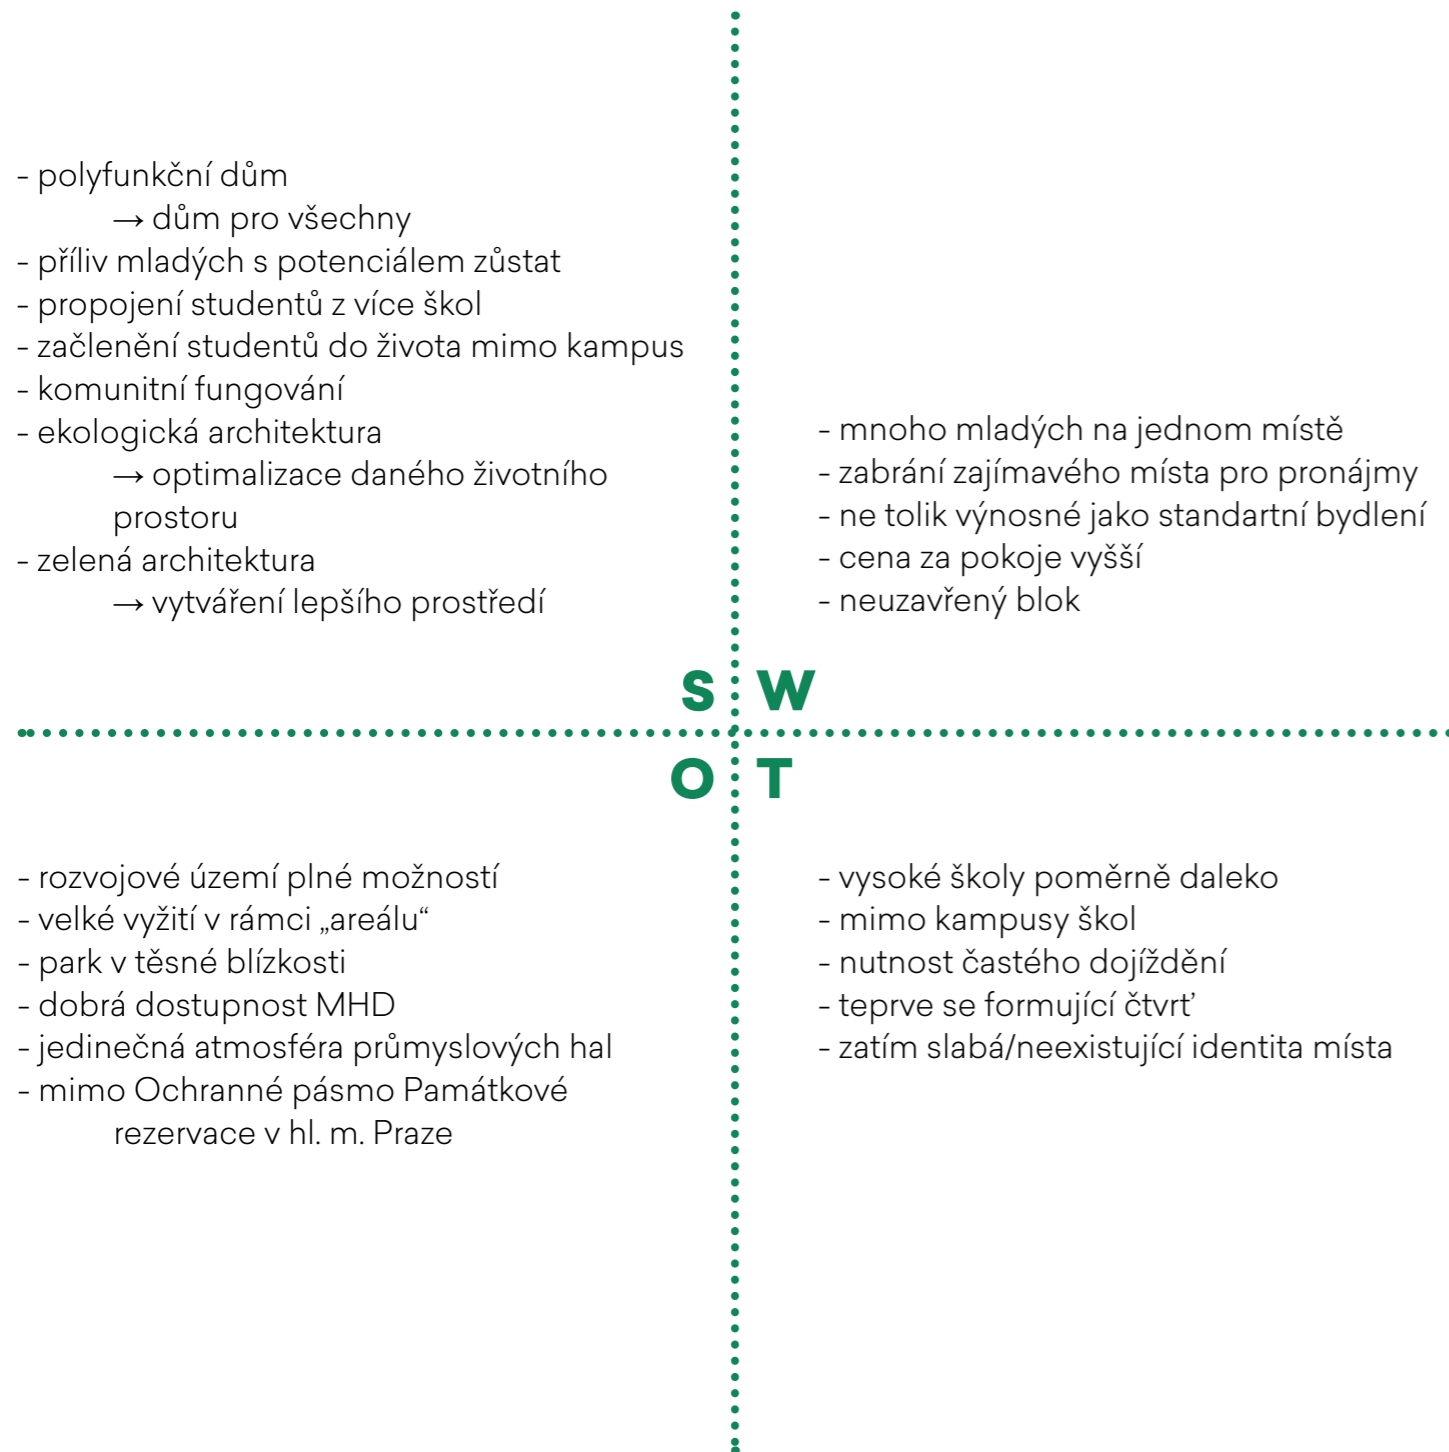 - polyfunkční dům
→ dům pro všechny
- příliv mladých s potenciálem zůstat
- propojení studentů z více škol
- začlenění studentů do života mimo kampus
- komunitní fungování
- ekologická architektura
→ optimalizace daného životního
prostoru
- zelená architektura
→ vytváření lepšího prostředí
- mnoho mladých na jednom místě
- zabrání zajímavého místa pro pronájmy
- ne tolik výnosné jako standartní bydlení
- cena za pokoje vyšší
- neuzavřený blok
S W
O T
- rozvojové území plné možností
- velké vyžití v rámci „areálu“
- park v těsné blízkosti
- dobrá dostupnost MHD
- jedinečná atmosféra průmyslových hal
- mimo Ochranné pásmo Památkové
rezervace v hl. m. Praze
- vysoké školy poměrně daleko
- mimo kampusy škol
- nutnost častého dojíždění
- teprve se formující čtvrť
- zatím slabá/neexistující identita místa